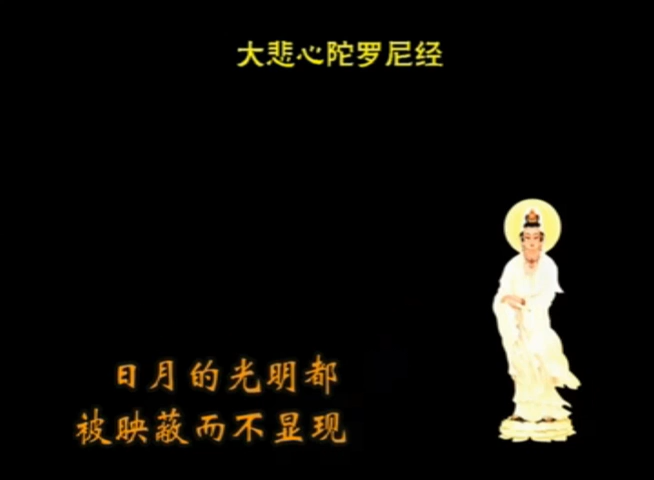 大悲心陀罗尼经
日月的光明都
被映蔽而不显现